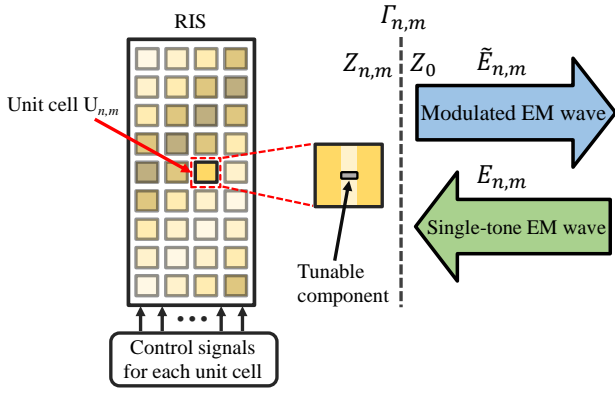 RIS
Γₙ,ₘ
Zₙ,ₘ
Z₀
Ẽₙ,ₘ
Unit cell Uₙ,ₘ
Modulated EM wave
Eₙ,ₘ
Single-tone EM wave
Tunable
component
Control signals
for each unit cell